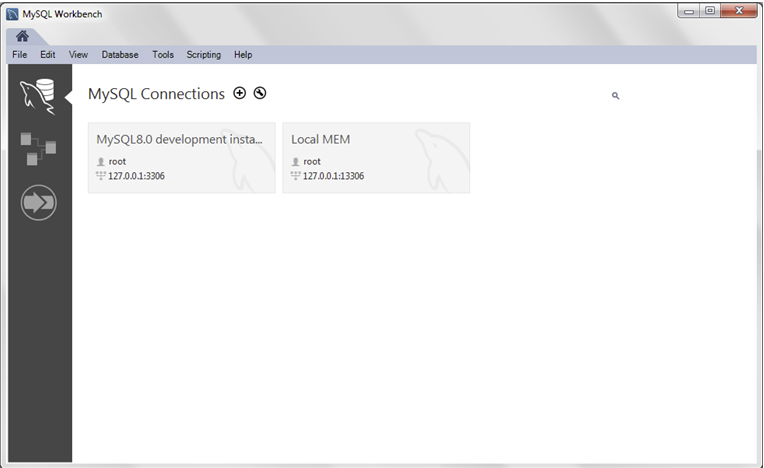 MySQL Workbench
File Edit View Database Tools Scripting Help
MySQL Connections
MySQL8.0 development insta... Local MEM
root root
127.0.0.1:3306 127.0.0.1:13306